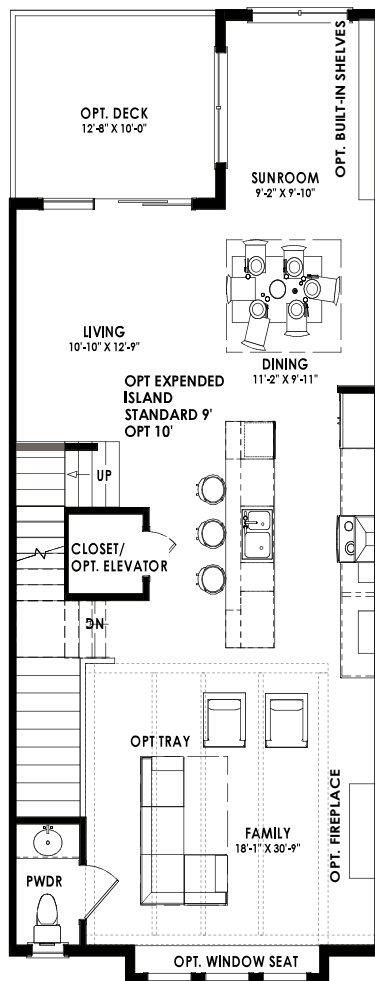 OPT. DECK
12'-8" X 10'-0"
OPT. BUILT-IN SHELVES
SUNROOM
9'-2" X 9'-10"
LIVING
10'-10" X 12'-9"
DINING
11'-2" X 9'-11"
OPT EXPENDED
ISLAND
STANDARD 9'
OPT 10'
UP
CLOSET/
OPT. ELEVATOR
DN
OPT TRAY
OPT. FIREPLACE
FAMILY
18'-1" X 30'-9"
PWDR
OPT. WINDOW SEAT